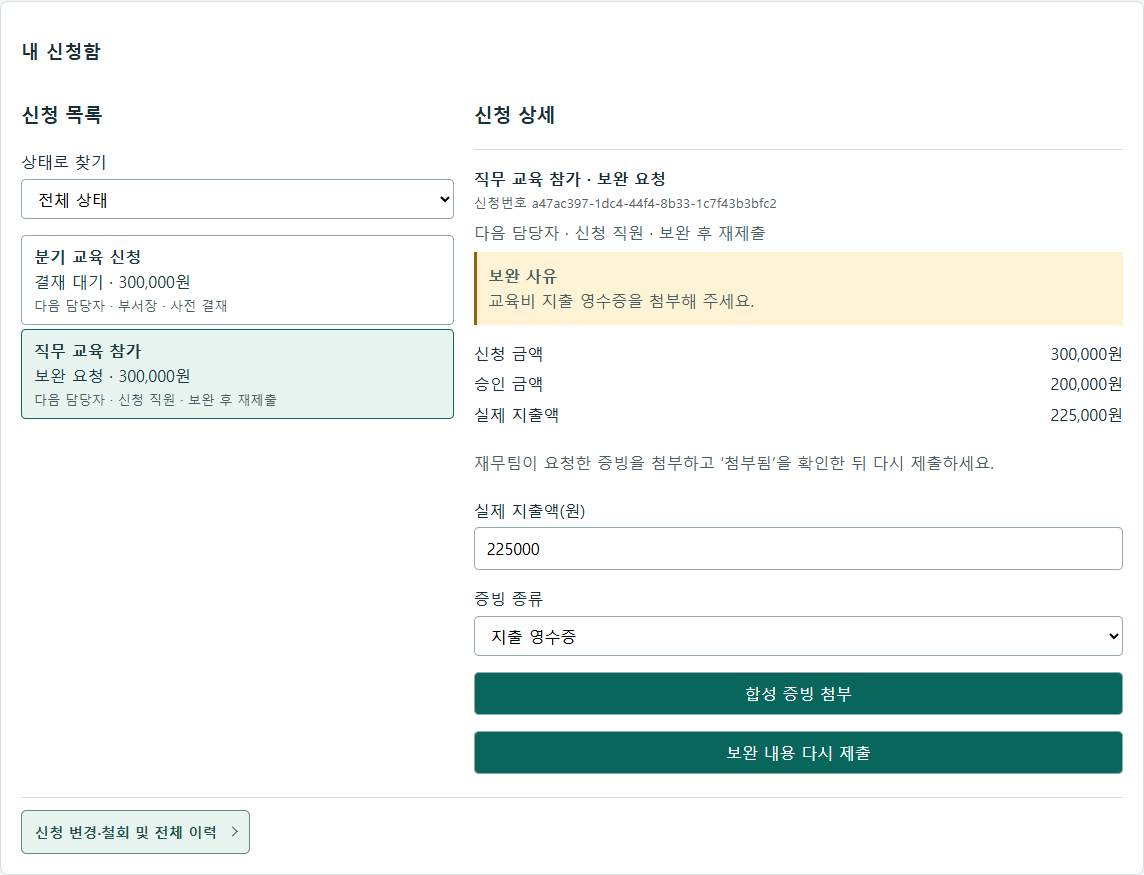 내 신청함
신청 목록
상태로 찾기
전체 상태
분기 교육 신청
결재 대기 · 300,000원
다음 담당자 · 부서장 · 사전 결재
직무 교육 참가
보완 요청 · 300,000원
다음 담당자 · 신청 직원 · 보완 후 재제출
신청 상세
직무 교육 참가 · 보완 요청
신청번호 a47ac397-1dc4-44f4-8b33-1c7f43b3bfc2
다음 담당자 · 신청 직원 · 보완 후 재제출
보완 사유
교육비 지출 영수증을 첨부해 주세요.
신청 금액 300,000원
승인 금액 200,000원
실제 지출액 225,000원
재무팀이 요청한 증빙을 첨부하고 ‘첨부됨’을 확인한 뒤 다시 제출하세요.
실제 지출액(원)
225000
증빙 종류
지출 영수증
합성 증빙 첨부
보완 내용 다시 제출
신청 변경·철회 및 전체 이력